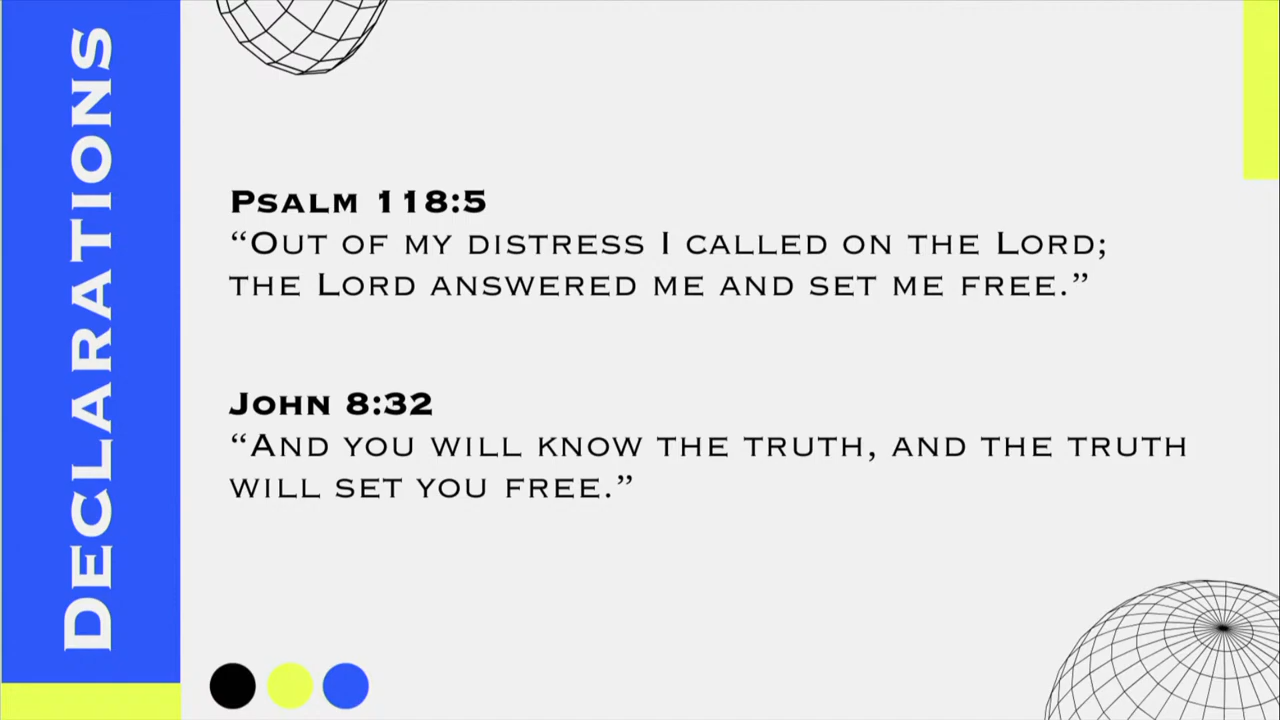 Declarations
Psalm 118:5
“Out of my distress I called on the Lord;
the Lord answered me and set me free.”
John 8:32
“And you will know the truth, and the truth
will set you free.”